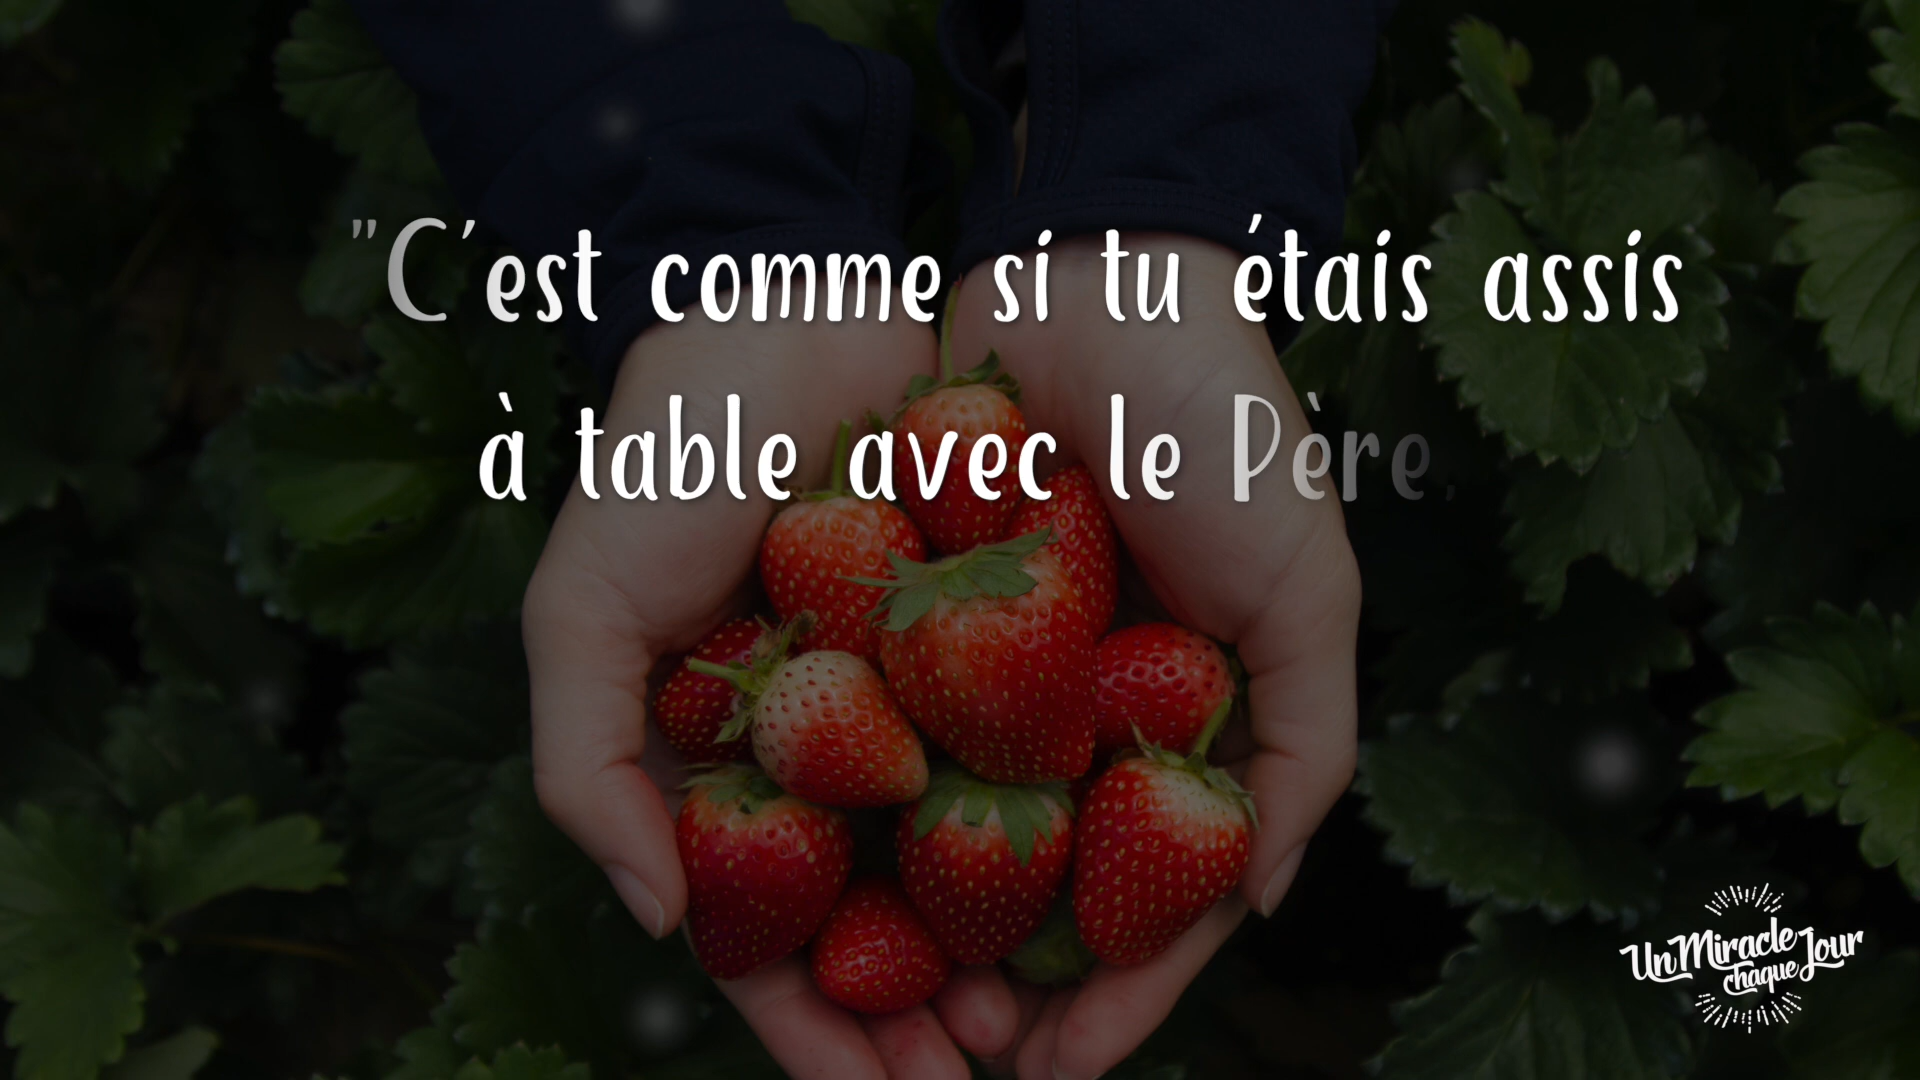 "C'est comme si tu étais assis
à table avec le Père,
Un Miracle
chaque Jour